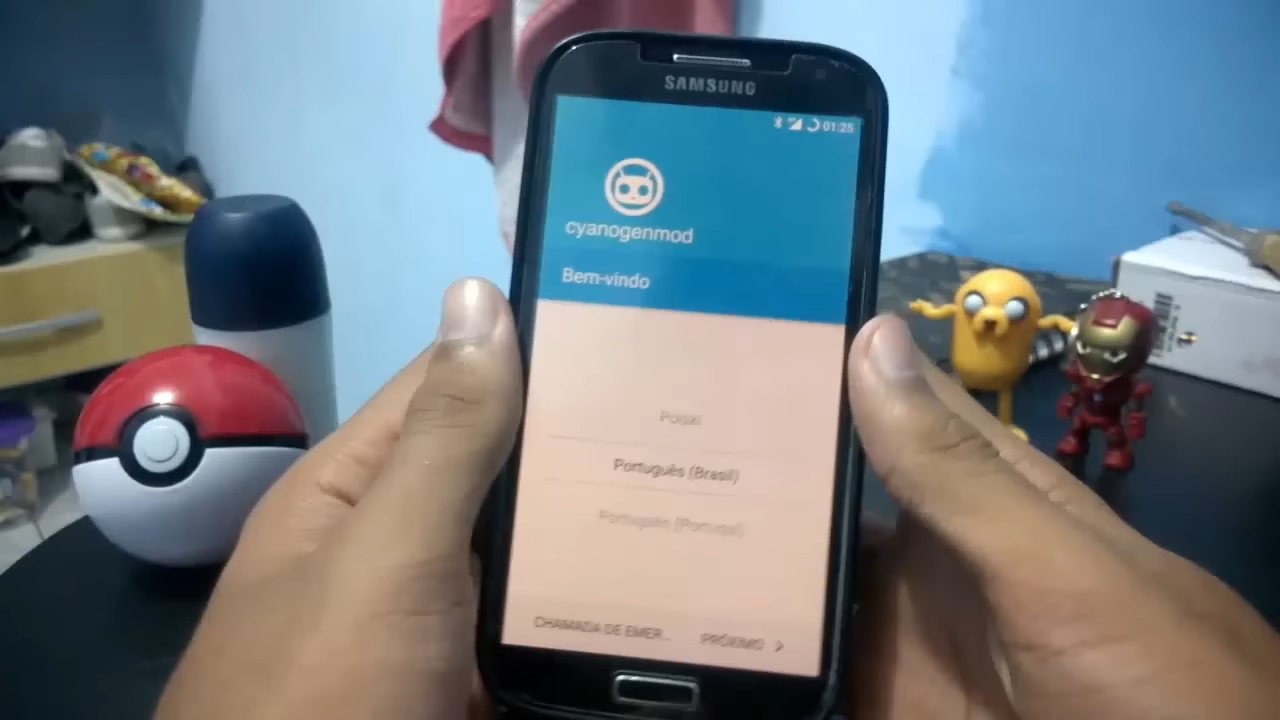 SAMSUNG
01:25
cyanogenmod
Bem-vindo
Polski
Português (Brasil)
Português (Portugal)
CHAMADA DE EMER...
PRÓXIMO